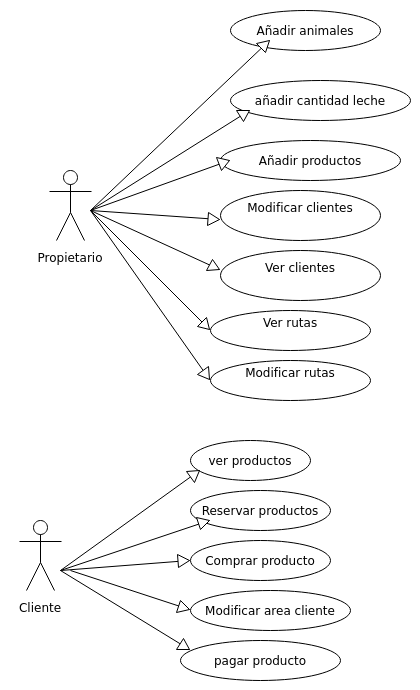 Añadir animales
añadir cantidad leche
Añadir productos
Modificar clientes
Propietario
Ver clientes
Ver rutas
Modificar rutas
ver productos
Reservar productos
Comprar producto
Cliente
Modificar area cliente
pagar producto